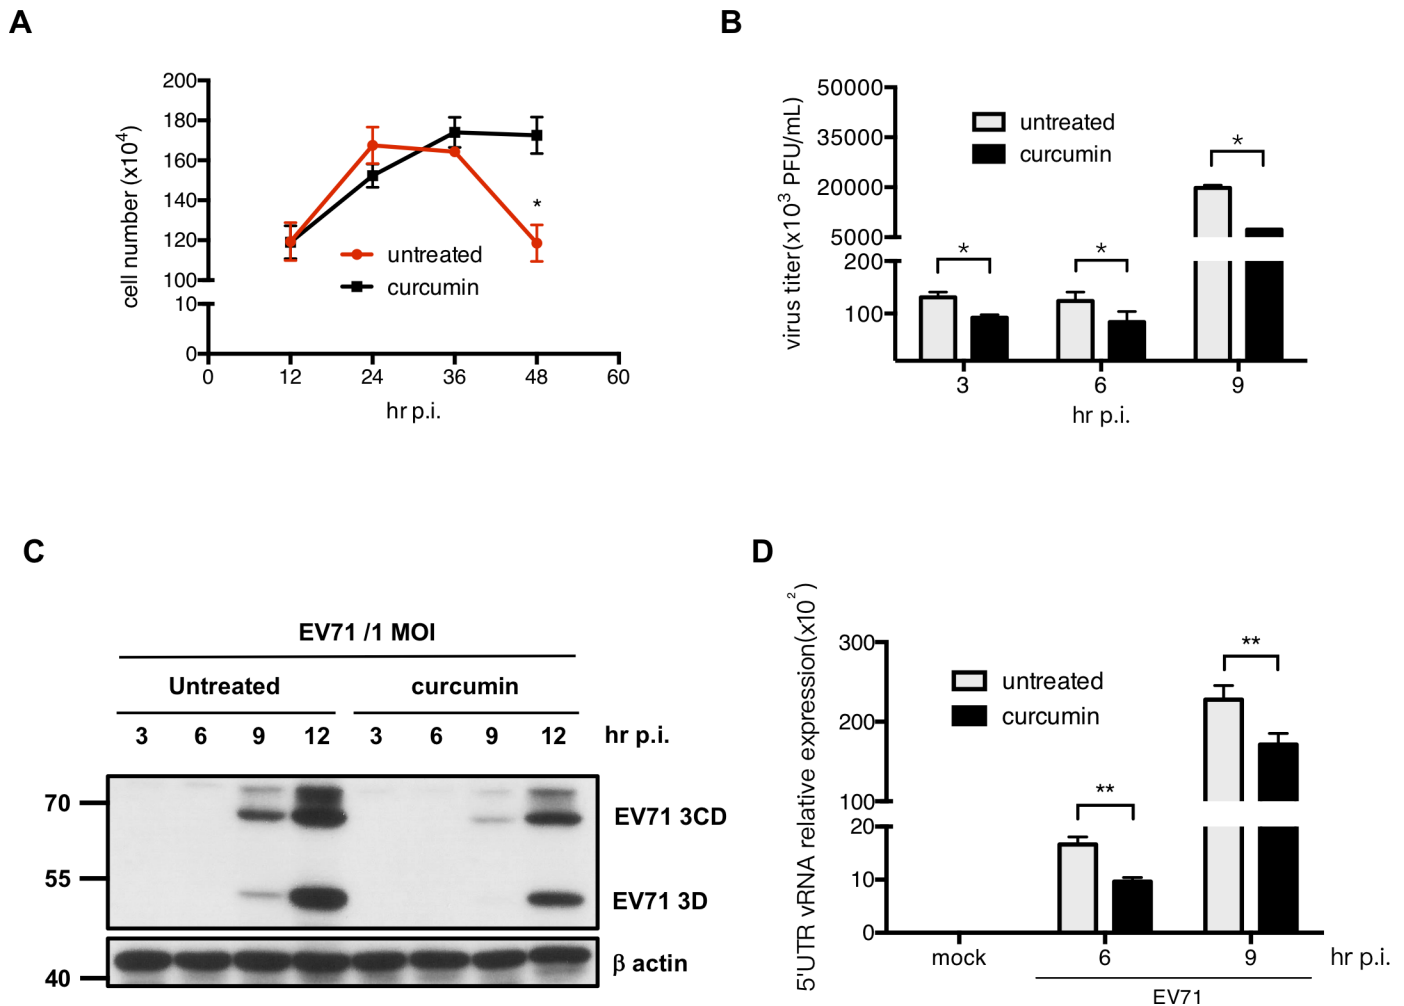 A
cell number (x10⁴)
200
180
160
140
120
100
10
0
0 12 24 36 48 60
hr p.i.
*
untreated
curcumin
B
virus titer(x10³ PFU/mL)
50000
35000
20000
5000
200
100
untreated
curcumin
* * *
3 6 9
hr p.i.
C
EV71 /1 MOI
Untreated curcumin
3 6 9 12 3 6 9 12 hr p.i.
70
55
40
EV71 3CD
EV71 3D
β actin
D
5'UTR vRNA relative expression(x10²)
300
200
100
20
10
0
untreated
curcumin
** **
mock 6 9 hr p.i.
EV71